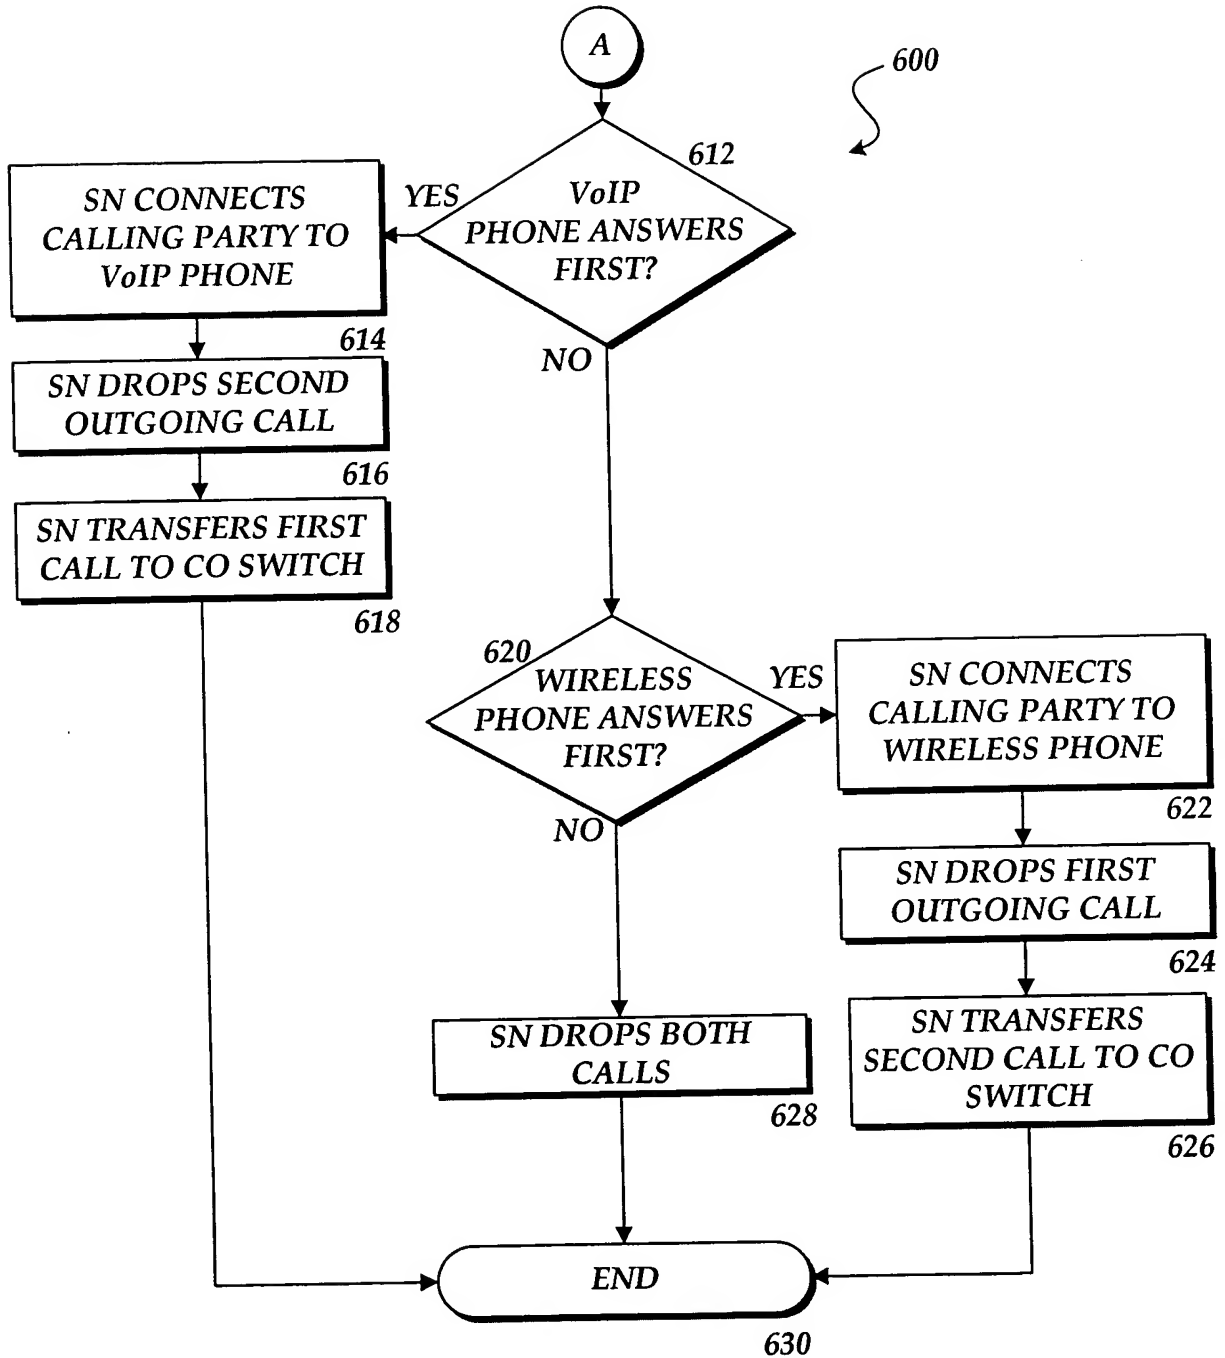 A
600
612
VoIP
PHONE ANSWERS
FIRST?
YES
SN CONNECTS
CALLING PARTY TO
VoIP PHONE
614
NO
SN DROPS SECOND
OUTGOING CALL
616
SN TRANSFERS FIRST
CALL TO CO SWITCH
618
620
WIRELESS
PHONE ANSWERS
FIRST?
YES
SN CONNECTS
CALLING PARTY TO
WIRELESS PHONE
622
NO
SN DROPS FIRST
OUTGOING CALL
624
SN TRANSFERS
SECOND CALL TO CO
SWITCH
626
SN DROPS BOTH
CALLS
628
END
630